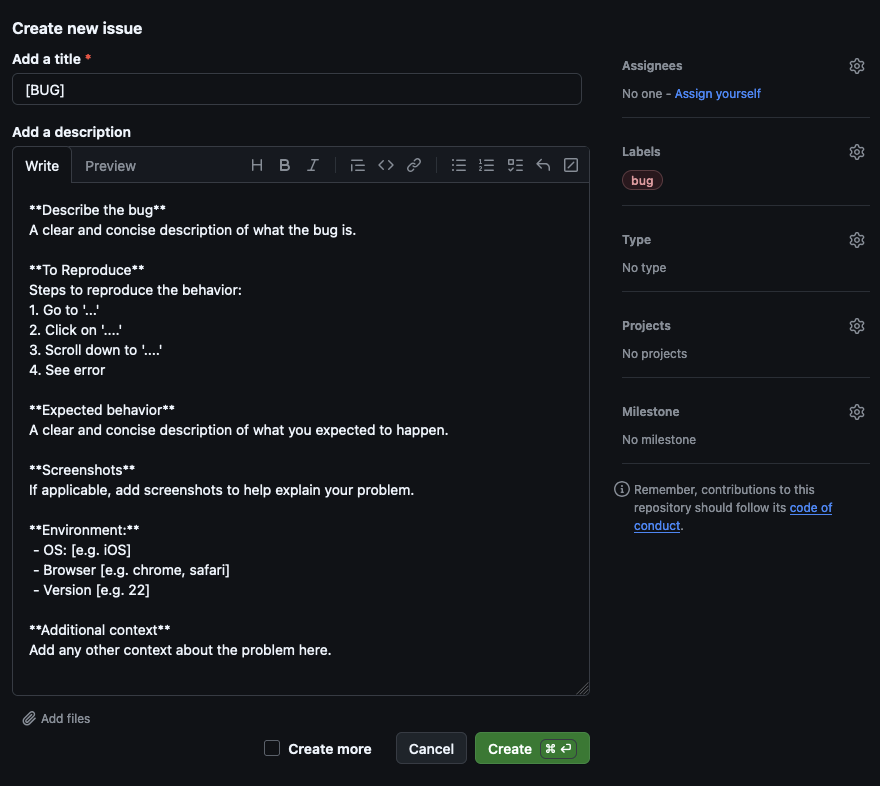 Create new issue
Add a title *
[BUG]
Add a description
Write
Preview
**Describe the bug**
A clear and concise description of what the bug is.
**To Reproduce**
Steps to reproduce the behavior:
1. Go to '...'
2. Click on '....'
3. Scroll down to '....'
4. See error
**Expected behavior**
A clear and concise description of what you expected to happen.
**Screenshots**
If applicable, add screenshots to help explain your problem.
**Environment:**
- OS: [e.g. iOS]
- Browser [e.g. chrome, safari]
- Version [e.g. 22]
**Additional context**
Add any other context about the problem here.
Add files
Create more
Cancel
Create ⌘ ⏎
Assignees
No one - Assign yourself
Labels
bug
Type
No type
Projects
No projects
Milestone
No milestone
Remember, contributions to this
repository should follow its code of
conduct.